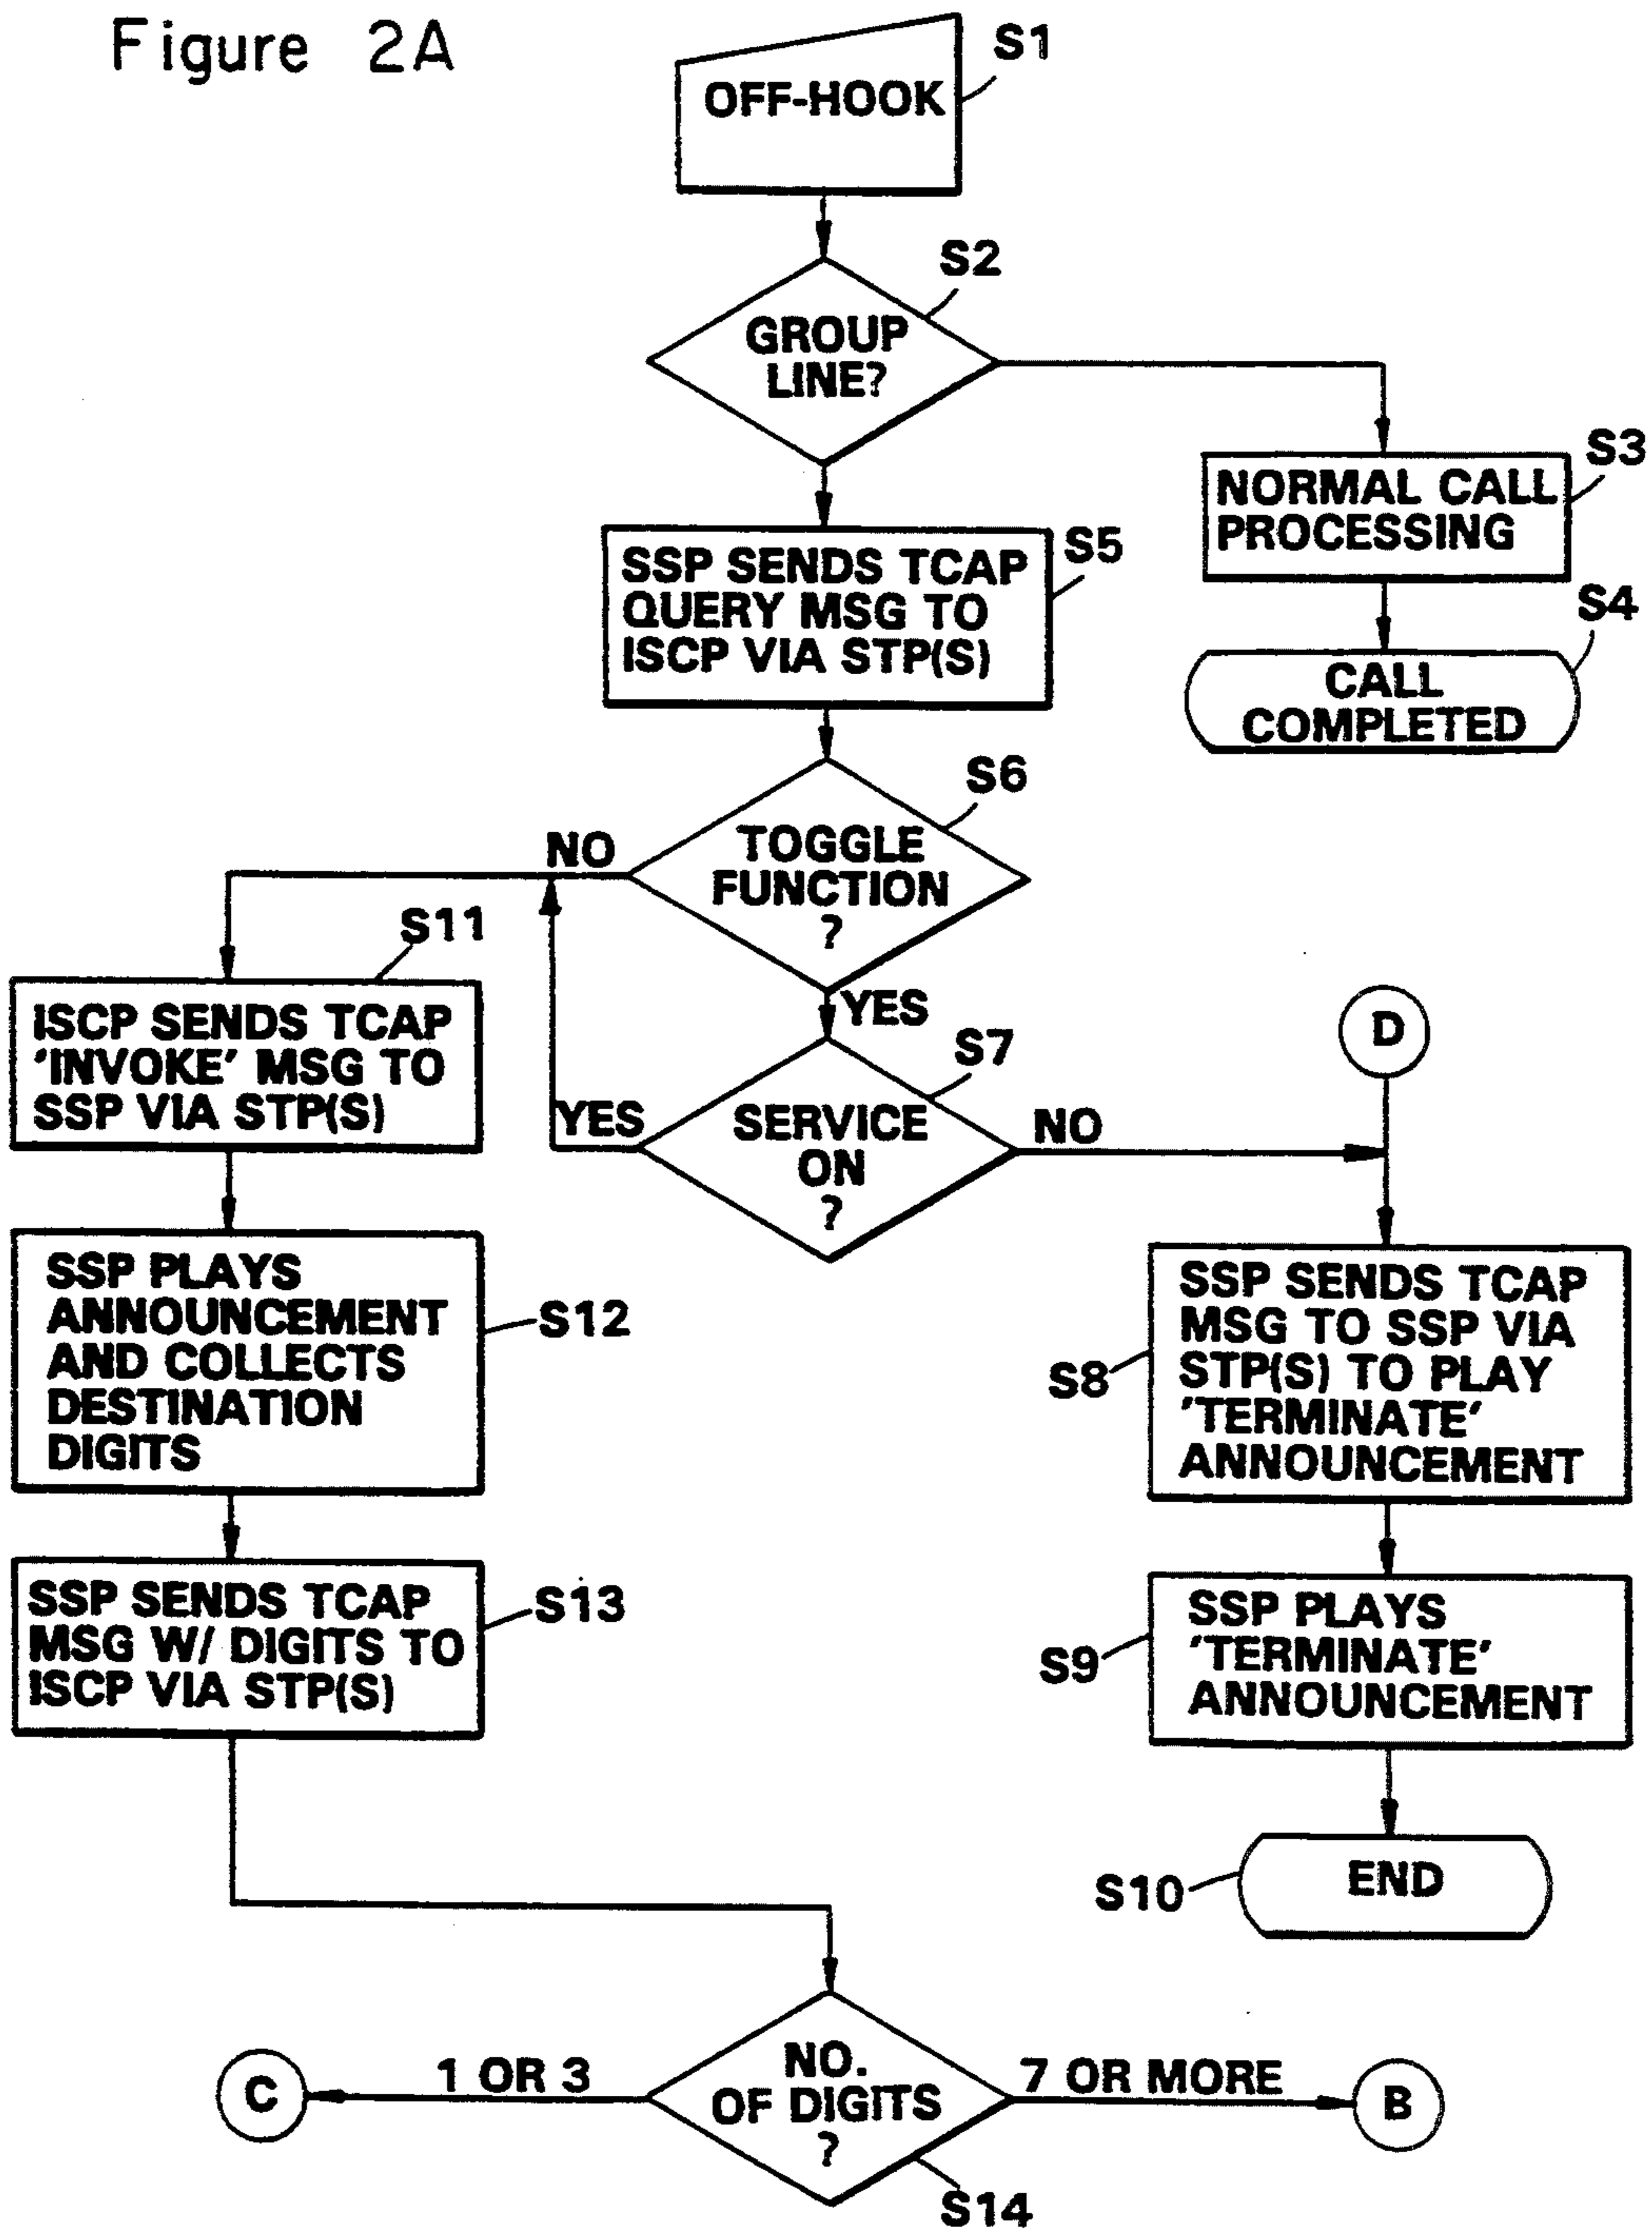 Figure 2A
S1
OFF-HOOK
S2
GROUP
LINE?
S3
NORMAL CALL
PROCESSING
S4
CALL
COMPLETED
S5
SSP SENDS TCAP
QUERY MSG TO
ISCP VIA STP(S)
S6
TOGGLE
FUNCTION
?
NO
YES
S7
SERVICE
ON
?
YES
NO
D
S11
ISCP SENDS TCAP
'INVOKE' MSG TO
SSP VIA STP(S)
S12
SSP PLAYS
ANNOUNCEMENT
AND COLLECTS
DESTINATION
DIGITS
S8
SSP SENDS TCAP
MSG TO SSP VIA
STP(S) TO PLAY
'TERMINATE'
ANNOUNCEMENT
S13
SSP SENDS TCAP
MSG W/ DIGITS TO
ISCP VIA STP(S)
S9
SSP PLAYS
'TERMINATE'
ANNOUNCEMENT
S10
END
NO.
OF DIGITS
?
S14
1 OR 3
C
7 OR MORE
B